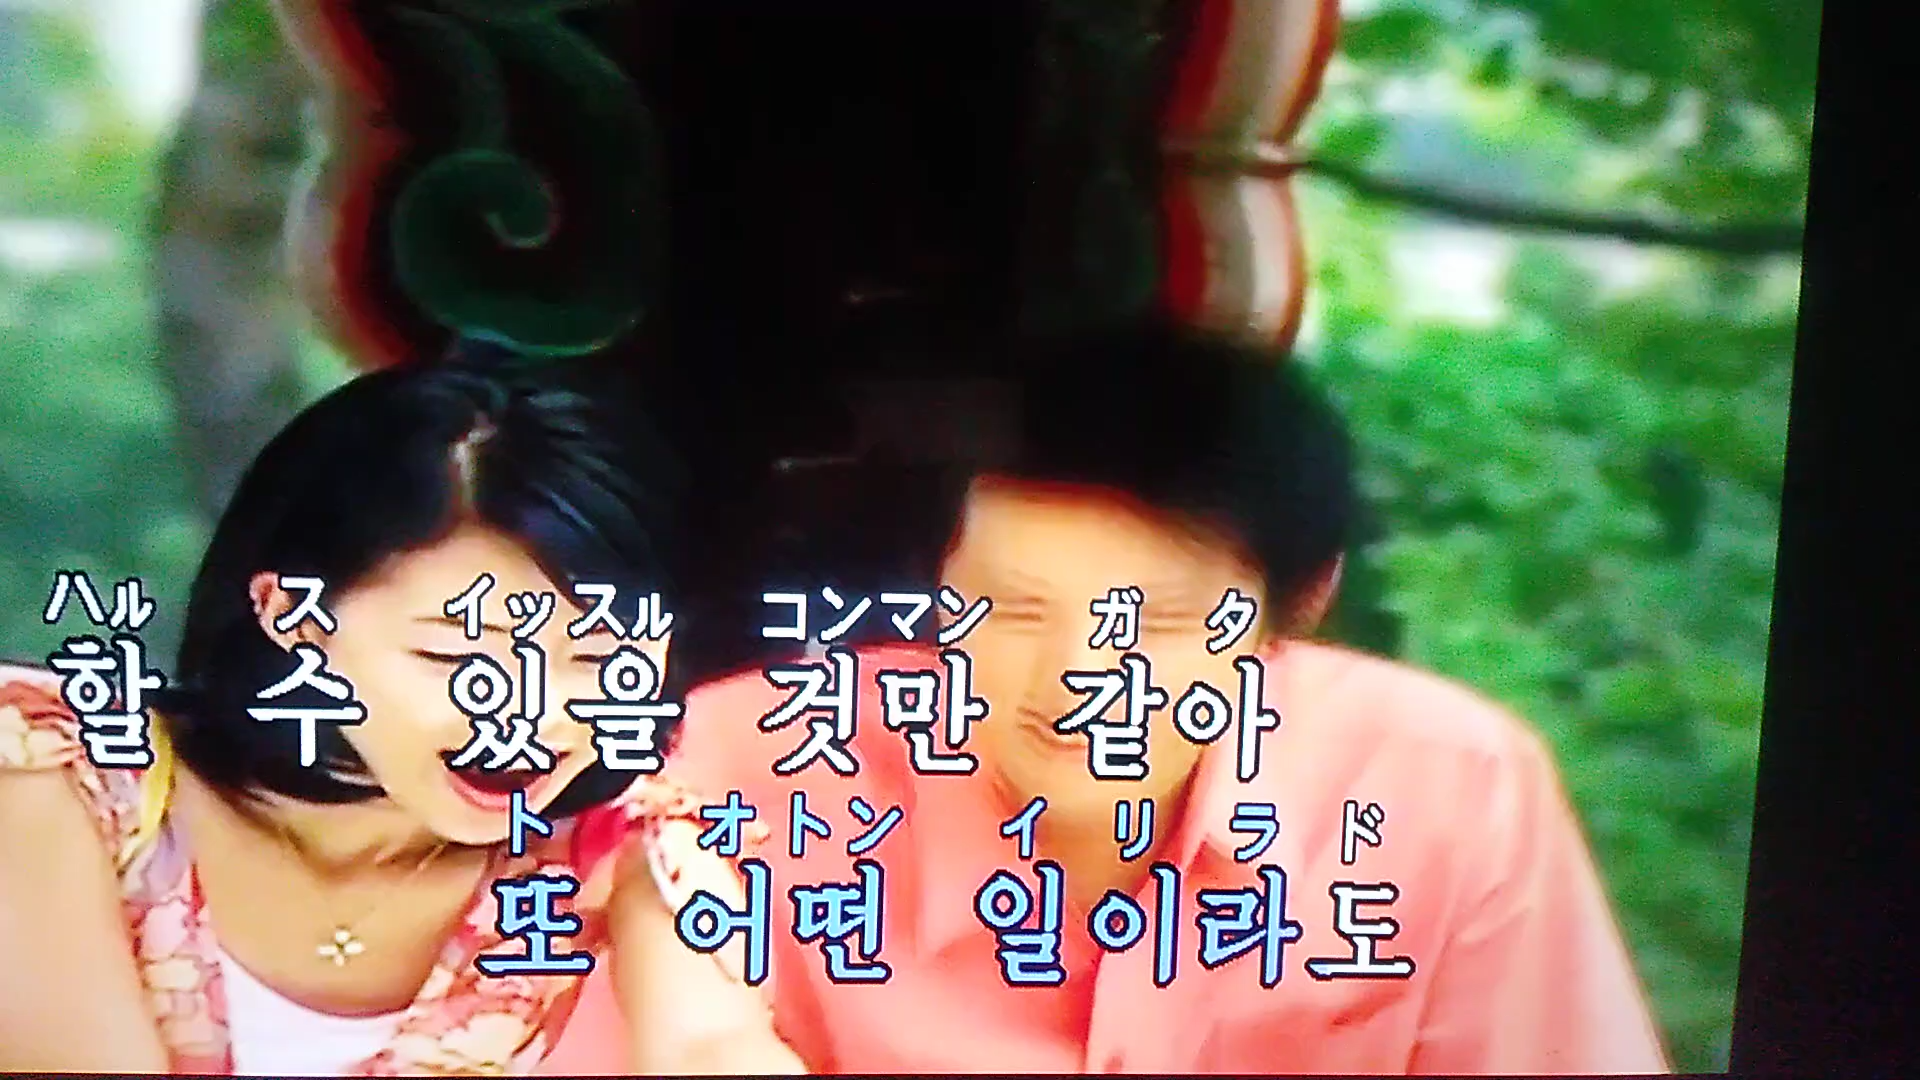 ハル ス イッスル コンマン ガ タ
할 수 있을 것만 같아
ト オトン イ リ ラ ド
또 어떤 일이라도